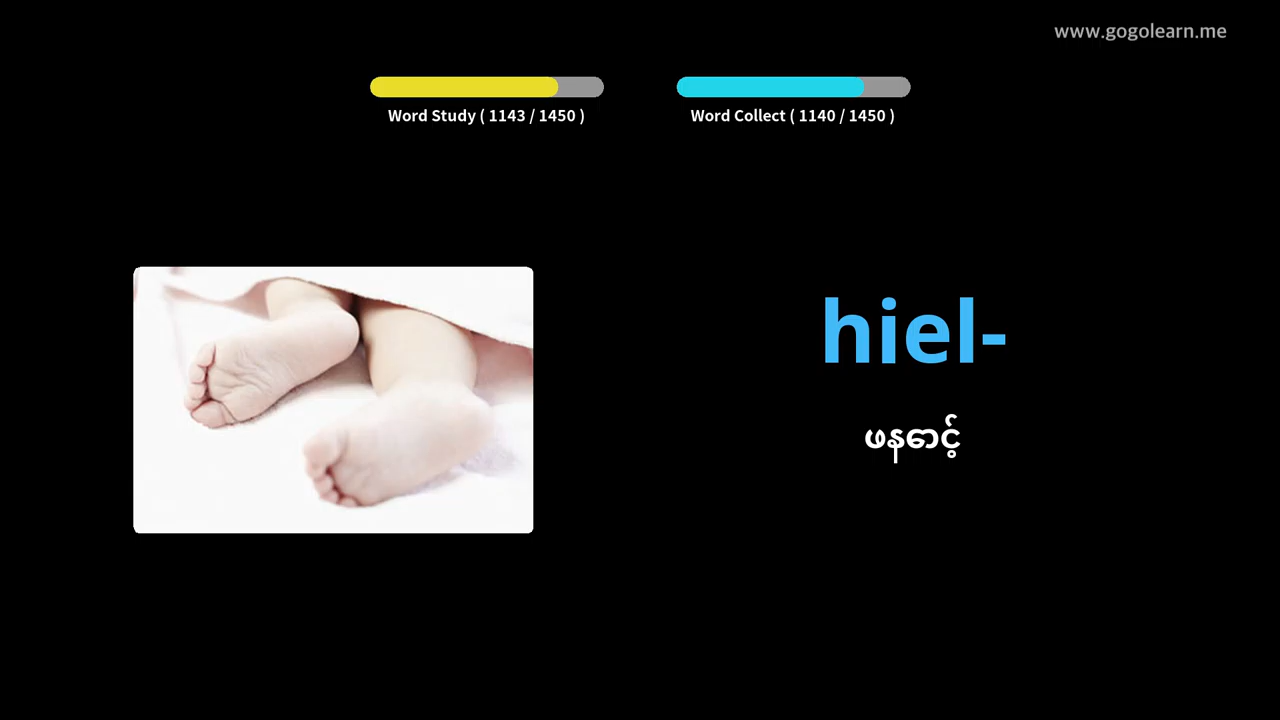 www.gogolearn.me
Word Study ( 1143 / 1450 )
Word Collect ( 1140 / 1450 )
hiel-
ဖနောင့်